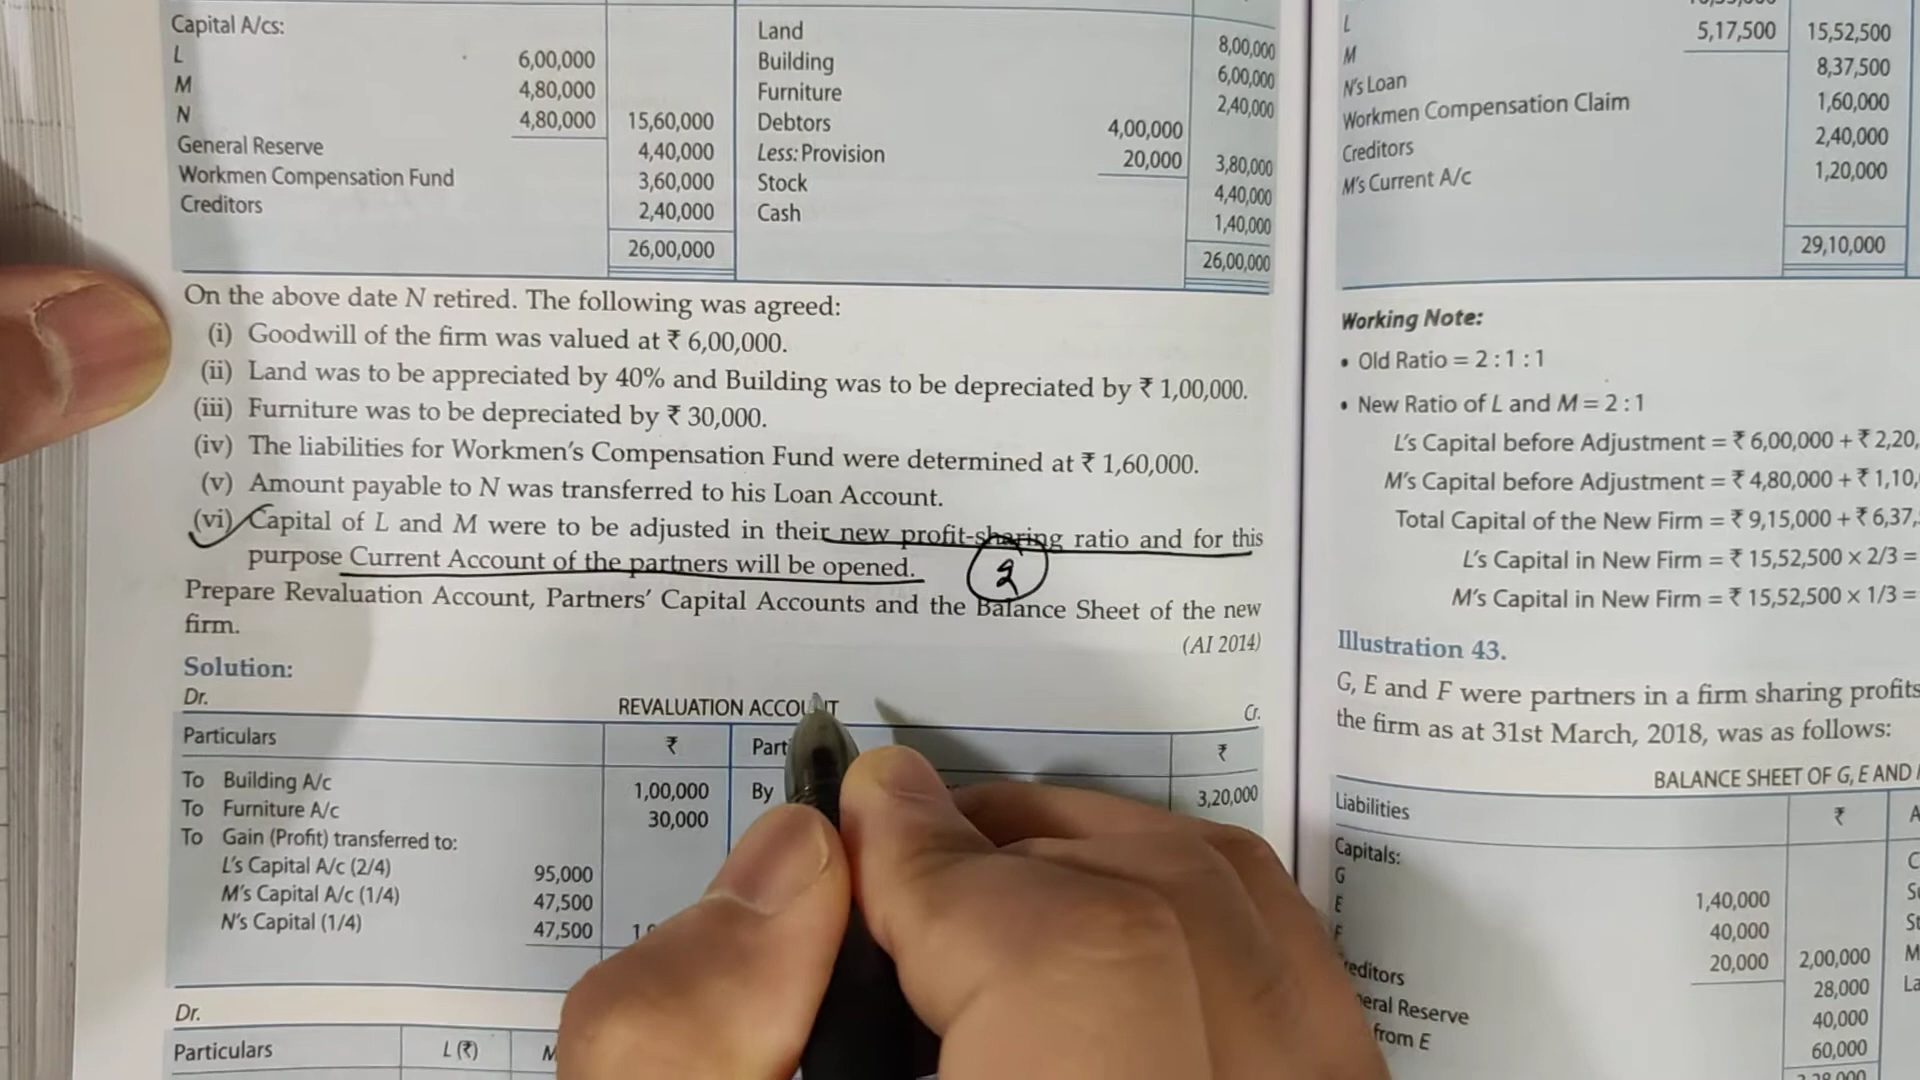 Capital A/cs:
L 6,00,000
M 4,80,000
N 4,80,000 15,60,000
General Reserve 4,40,000
Workmen Compensation Fund 3,60,000
Creditors 2,40,000
26,00,000
Land 8,00,000
Building 6,00,000
Furniture 2,40,000
Debtors 4,00,000
Less: Provision 20,000 3,80,000
Stock 4,40,000
Cash 1,40,000
26,00,000
On the above date N retired. The following was agreed:
(i) Goodwill of the firm was valued at ₹ 6,00,000.
(ii) Land was to be appreciated by 40% and Building was to be depreciated by ₹ 1,00,000.
(iii) Furniture was to be depreciated by ₹ 30,000.
(iv) The liabilities for Workmen's Compensation Fund were determined at ₹ 1,60,000.
(v) Amount payable to N was transferred to his Loan Account.
(vi) Capital of L and M were to be adjusted in their new profit-sharing ratio and for this
purpose Current Account of the partners will be opened.
2
Prepare Revaluation Account, Partners' Capital Accounts and the Balance Sheet of the new
firm.
(AI 2014)
Solution:
Dr. REVALUATION ACCOUNT Cr.
Particulars ₹ ₹
To Building A/c 1,00,000 By 3,20,000
To Furniture A/c 30,000
To Gain (Profit) transferred to:
L's Capital A/c (2/4) 95,000
M's Capital A/c (1/4) 47,500
N's Capital (1/4) 47,500
Dr.
Particulars L (₹) M
L
M 5,17,500 15,52,500
N's Loan 8,37,500
Workmen Compensation Claim 1,60,000
Creditors 2,40,000
M's Current A/c 1,20,000
29,10,000
Working Note:
• Old Ratio = 2 : 1 : 1
• New Ratio of L and M = 2 : 1
L's Capital before Adjustment = ₹ 6,00,000 + ₹ 2,20,
M's Capital before Adjustment = ₹ 4,80,000 + ₹ 1,10,
Total Capital of the New Firm = ₹ 9,15,000 + ₹ 6,37,
L's Capital in New Firm = ₹ 15,52,500 × 2/3 =
M's Capital in New Firm = ₹ 15,52,500 × 1/3 =
Illustration 43.
G, E and F were partners in a firm sharing profits
the firm as at 31st March, 2018, was as follows:
BALANCE SHEET OF G, E AND
Liabilities ₹
Capitals:
G 1,40,000
E 40,000
F 20,000 2,00,000
28,000
40,000
from E 60,000